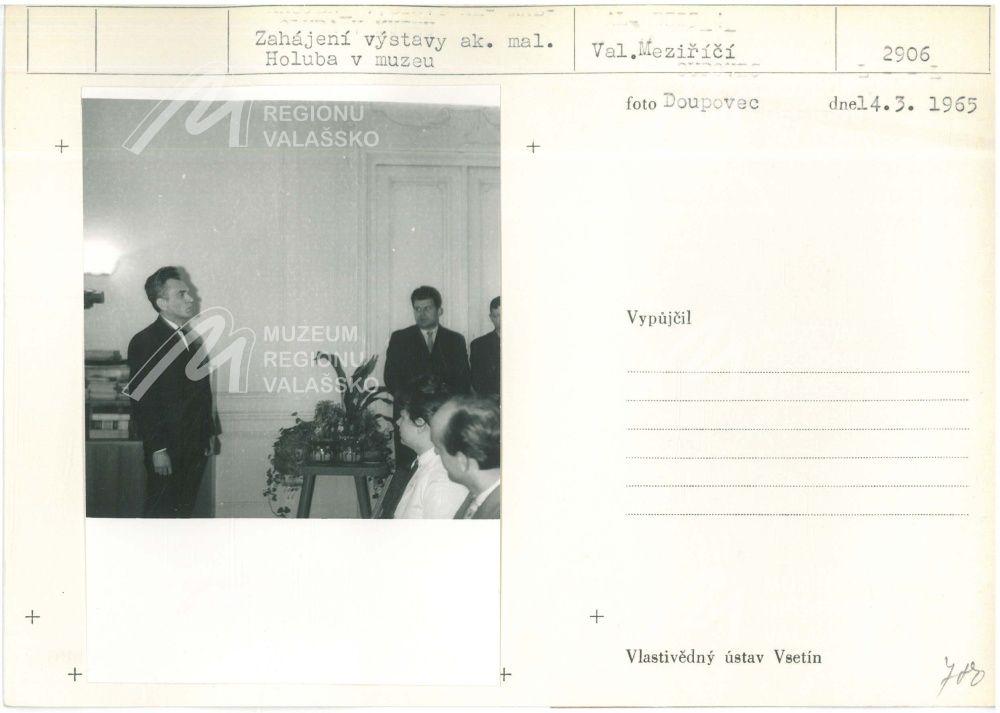 Zahájení výstavy ak. mal.
Holuba v muzeu
Val.Meziříčí
2906
foto Doupovec
dne14.3. 1965
REGIONU
VALAŠSKO
MUZEUM
REGIONU
VALAŠSKO
Vypůjčil
Vlastivědný ústav Vsetín